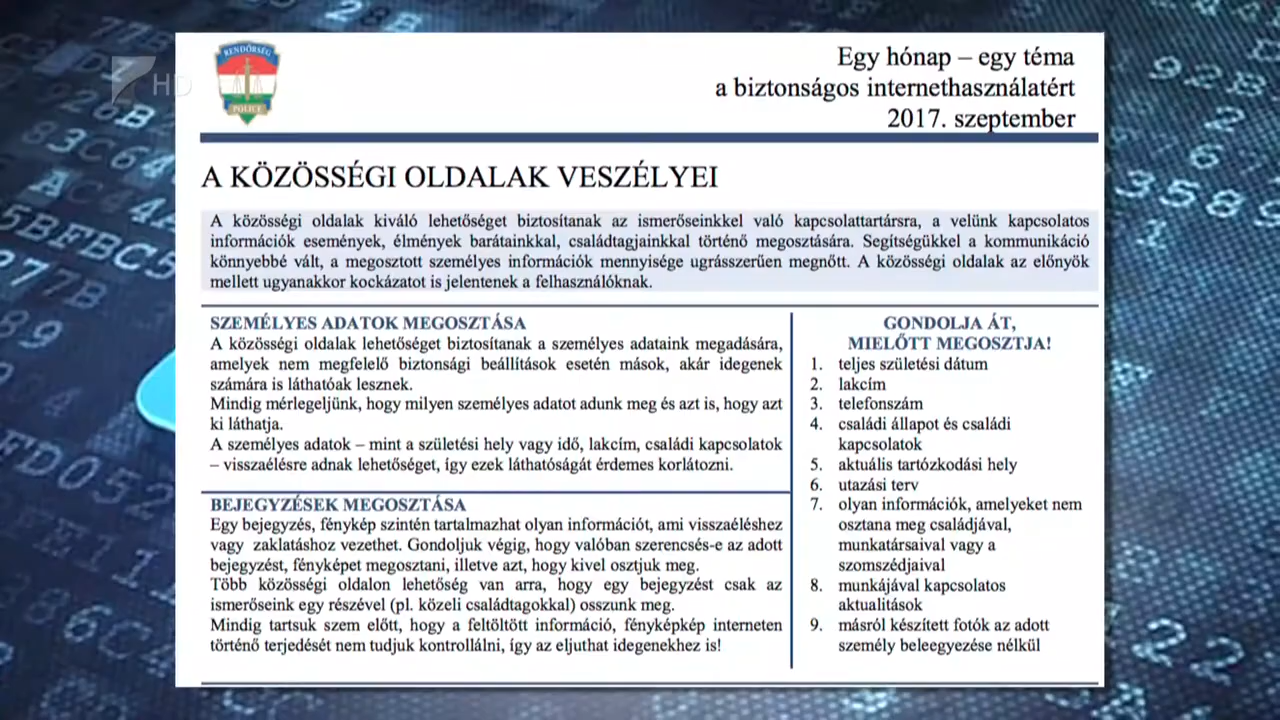 HD
RENDŐRSÉG
POLICE
Egy hónap – egy téma
a biztonságos internethasználatért
2017. szeptember
A KÖZÖSSÉGI OLDALAK VESZÉLYEI
A közösségi oldalak kiváló lehetőséget biztosítanak az ismerőseinkkel való kapcsolattartársra, a velünk kapcsolatos
információk események, élmények barátainkkal, családtagjainkkal történő megosztására. Segítségükkel a kommunikáció
könnyebbé vált, a megosztott személyes információk mennyisége ugrásszerűen megnőtt. A közösségi oldalak az előnyök
mellett ugyanakkor kockázatot is jelentenek a felhasználóknak.
SZEMÉLYES ADATOK MEGOSZTÁSA
A közösségi oldalak lehetőséget biztosítanak a személyes adataink megadására,
amelyek nem megfelelő biztonsági beállítások esetén mások, akár idegenek
számára is láthatóak lesznek.
Mindig mérlegeljünk, hogy milyen személyes adatot adunk meg és azt is, hogy azt
ki láthatja.
A személyes adatok – mint a születési hely vagy idő, lakcím, családi kapcsolatok
– visszaélésre adnak lehetőséget, így ezek láthatóságát érdemes korlátozni.
BEJEGYZÉSEK MEGOSZTÁSA
Egy bejegyzés, fénykép szintén tartalmazhat olyan információt, ami visszaéléshez
vagy zaklatáshoz vezethet. Gondoljuk végig, hogy valóban szerencsés-e az adott
bejegyzést, fényképet megosztani, illetve azt, hogy kivel osztjuk meg.
Több közösségi oldalon lehetőség van arra, hogy egy bejegyzést csak az
ismerőseink egy részével (pl. közeli családtagokkal) osszunk meg.
Mindig tartsuk szem előtt, hogy a feltöltött információ, fényképkép interneten
történő terjedését nem tudjuk kontrollálni, így az eljuthat idegenekhez is!
GONDOLJA ÁT,
MIELŐTT MEGOSZTJA!
1. teljes születési dátum
2. lakcím
3. telefonszám
4. családi állapot és családi
kapcsolatok
5. aktuális tartózkodási hely
6. utazási terv
7. olyan információk, amelyeket nem
osztana meg családjával,
munkatársaival vagy a
szomszédjaival
8. munkájával kapcsolatos
aktualitások
9. másról készített fotók az adott
személy beleegyezése nélkül